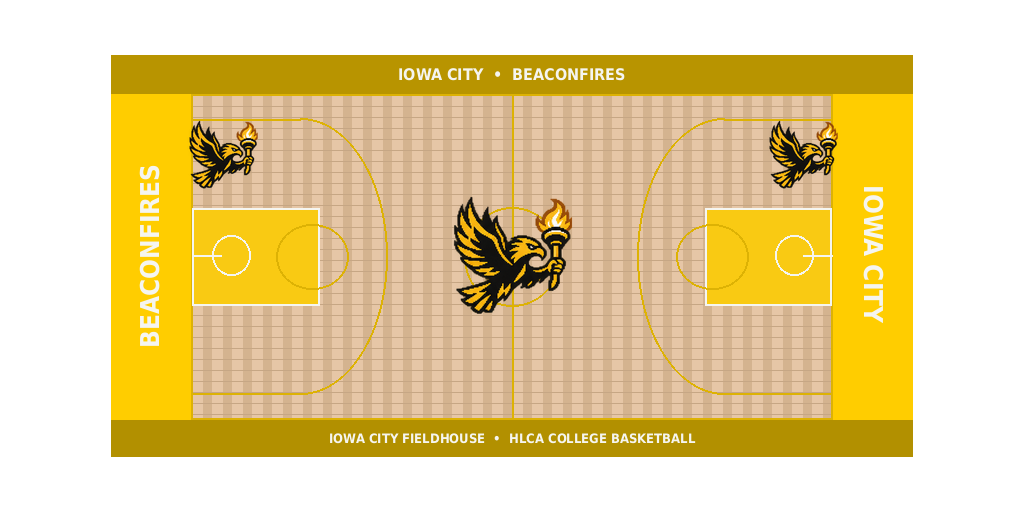 IOWA CITY • BEACONFIRES
BEACONFIRES
IOWA CITY
IOWA CITY FIELDHOUSE • HLCA COLLEGE BASKETBALL